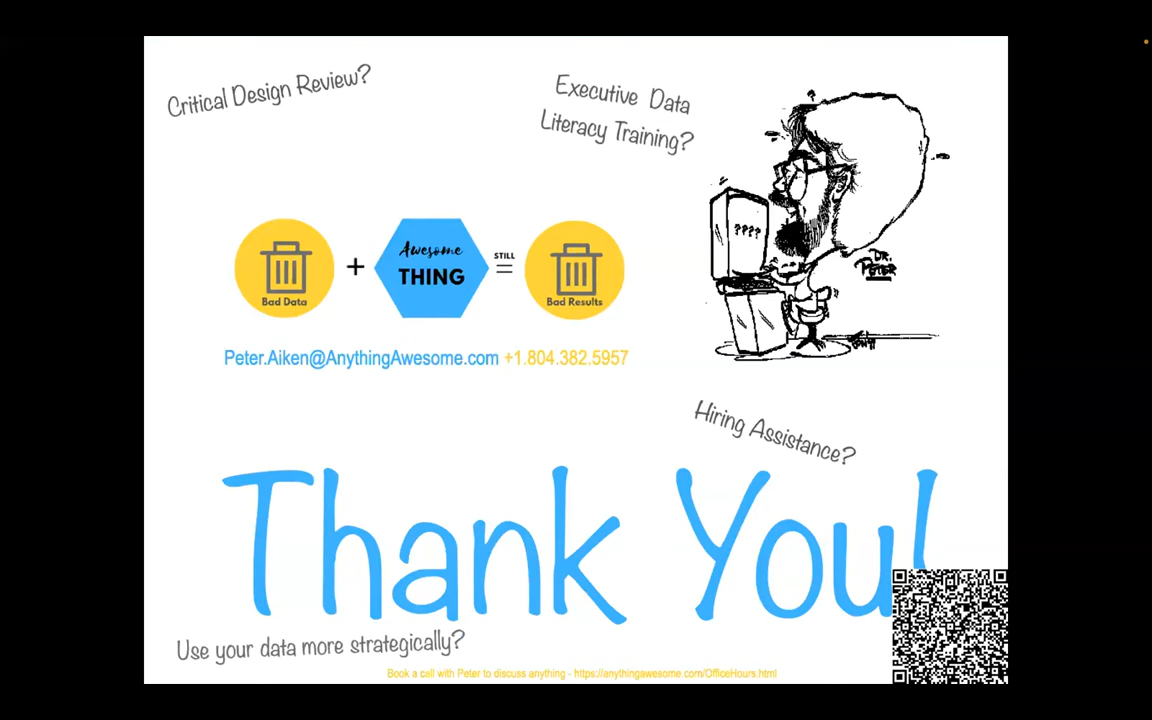 Critical Design Review?
Executive Data
Literacy Training?
????
DR.
PETER
Bad Data
+
Awesome
THING
STILL
=
Bad Results
Peter.Aiken@AnythingAwesome.com +1.804.382.5957
Hiring Assistance?
Thank You!
Use your data more strategically?
Book a call with Peter to discuss anything - https://anythingawesome.com/OfficeHours.html